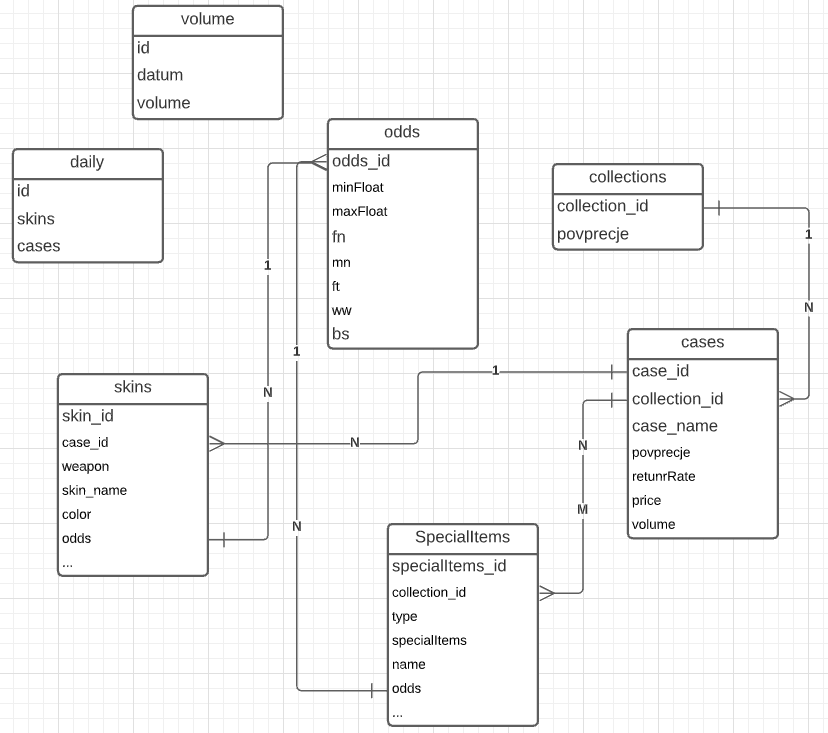 volume
id
datum
volume
daily
id
skins
cases
odds
odds_id
minFloat
maxFloat
fn
mn
ft
ww
bs
collections
collection_id
povprecje
1
N
cases
case_id
collection_id
case_name
povprecje
retunrRate
price
volume
1
N
1
N
1
N
N
M
skins
skin_id
case_id
weapon
skin_name
color
odds
...
SpecialItems
specialItems_id
collection_id
type
specialItems
name
odds
...